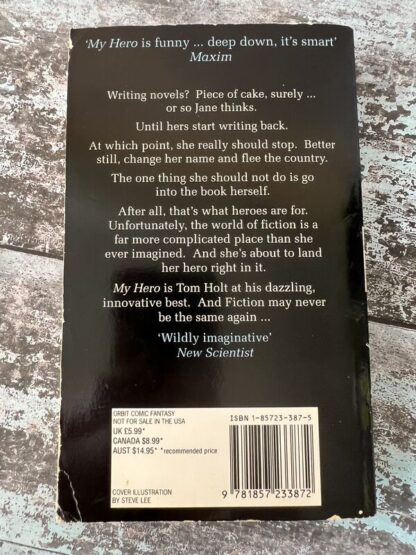 ‘My Hero is funny ... deep down, it’s smart’
Maxim
Writing novels?  Piece of cake, surely ...
or so Jane thinks.
Until hers start writing back.
At which point, she really should stop.  Better
still, change her name and flee the country.
The one thing she should not do is go
into the book herself.
After all, that’s what heroes are for.
Unfortunately, the world of fiction is a
far more complicated place than she
ever imagined.  And she’s about to land
her hero right in it.
My Hero is Tom Holt at his dazzling,
innovative best.  And Fiction may never
be the same again ...
‘Wildly imaginative’
New Scientist
ORBIT COMIC FANTASY
NOT FOR SALE IN THE USA
UK £5.99*
CANADA $8.99*
AUST $14.95* *recommended price
COVER ILLUSTRATION
BY STEVE LEE
ISBN 1-85723-387-5
9 781857 233872